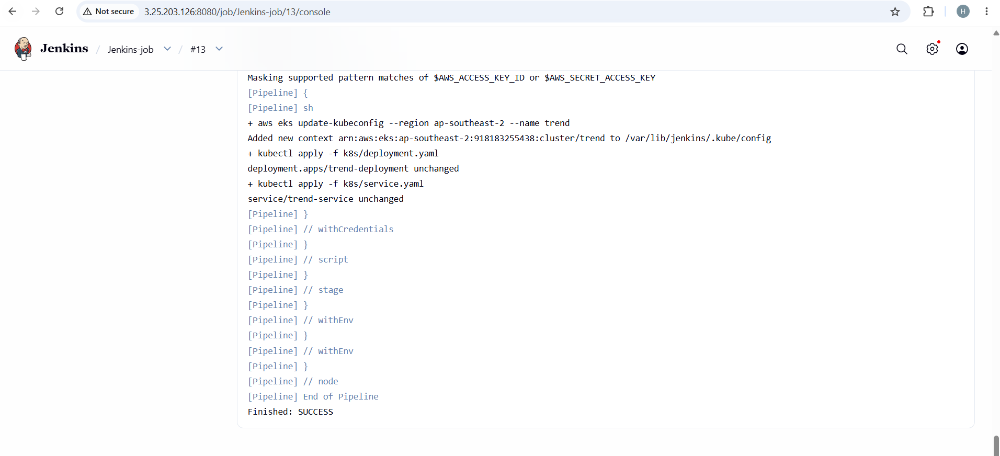 Not secure 3.25.203.126:8080/job/Jenkins-job/13/console H
Jenkins / Jenkins-job / #13
Masking supported pattern matches of $AWS_ACCESS_KEY_ID or $AWS_SECRET_ACCESS_KEY
[Pipeline] {
[Pipeline] sh
+ aws eks update-kubeconfig --region ap-southeast-2 --name trend
Added new context arn:aws:eks:ap-southeast-2:918183255438:cluster/trend to /var/lib/jenkins/.kube/config
+ kubectl apply -f k8s/deployment.yaml
deployment.apps/trend-deployment unchanged
+ kubectl apply -f k8s/service.yaml
service/trend-service unchanged
[Pipeline] }
[Pipeline] // withCredentials
[Pipeline] }
[Pipeline] // script
[Pipeline] }
[Pipeline] // stage
[Pipeline] }
[Pipeline] // withEnv
[Pipeline] }
[Pipeline] // withEnv
[Pipeline] }
[Pipeline] // node
[Pipeline] End of Pipeline
Finished: SUCCESS